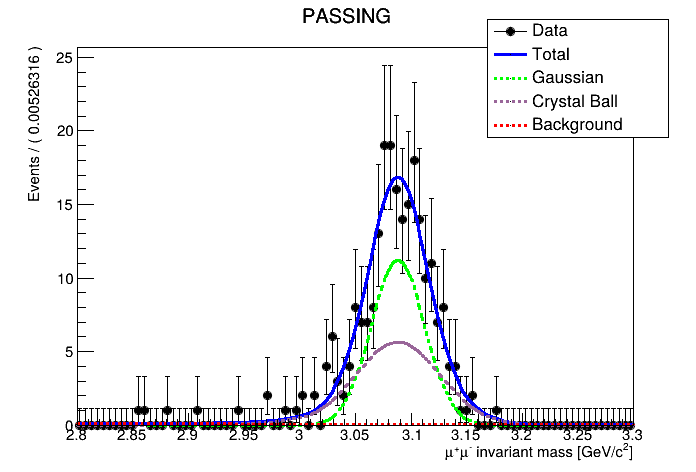 PASSING
Data
Total
Gaussian
Crystal Ball
Background
Events / ( 0.00526316 )
25
20
15
10
5
0
2.8 2.85 2.9 2.95 3 3.05 3.1 3.15 3.2 3.25 3.3
μ⁺μ⁻ invariant mass [GeV/c²]